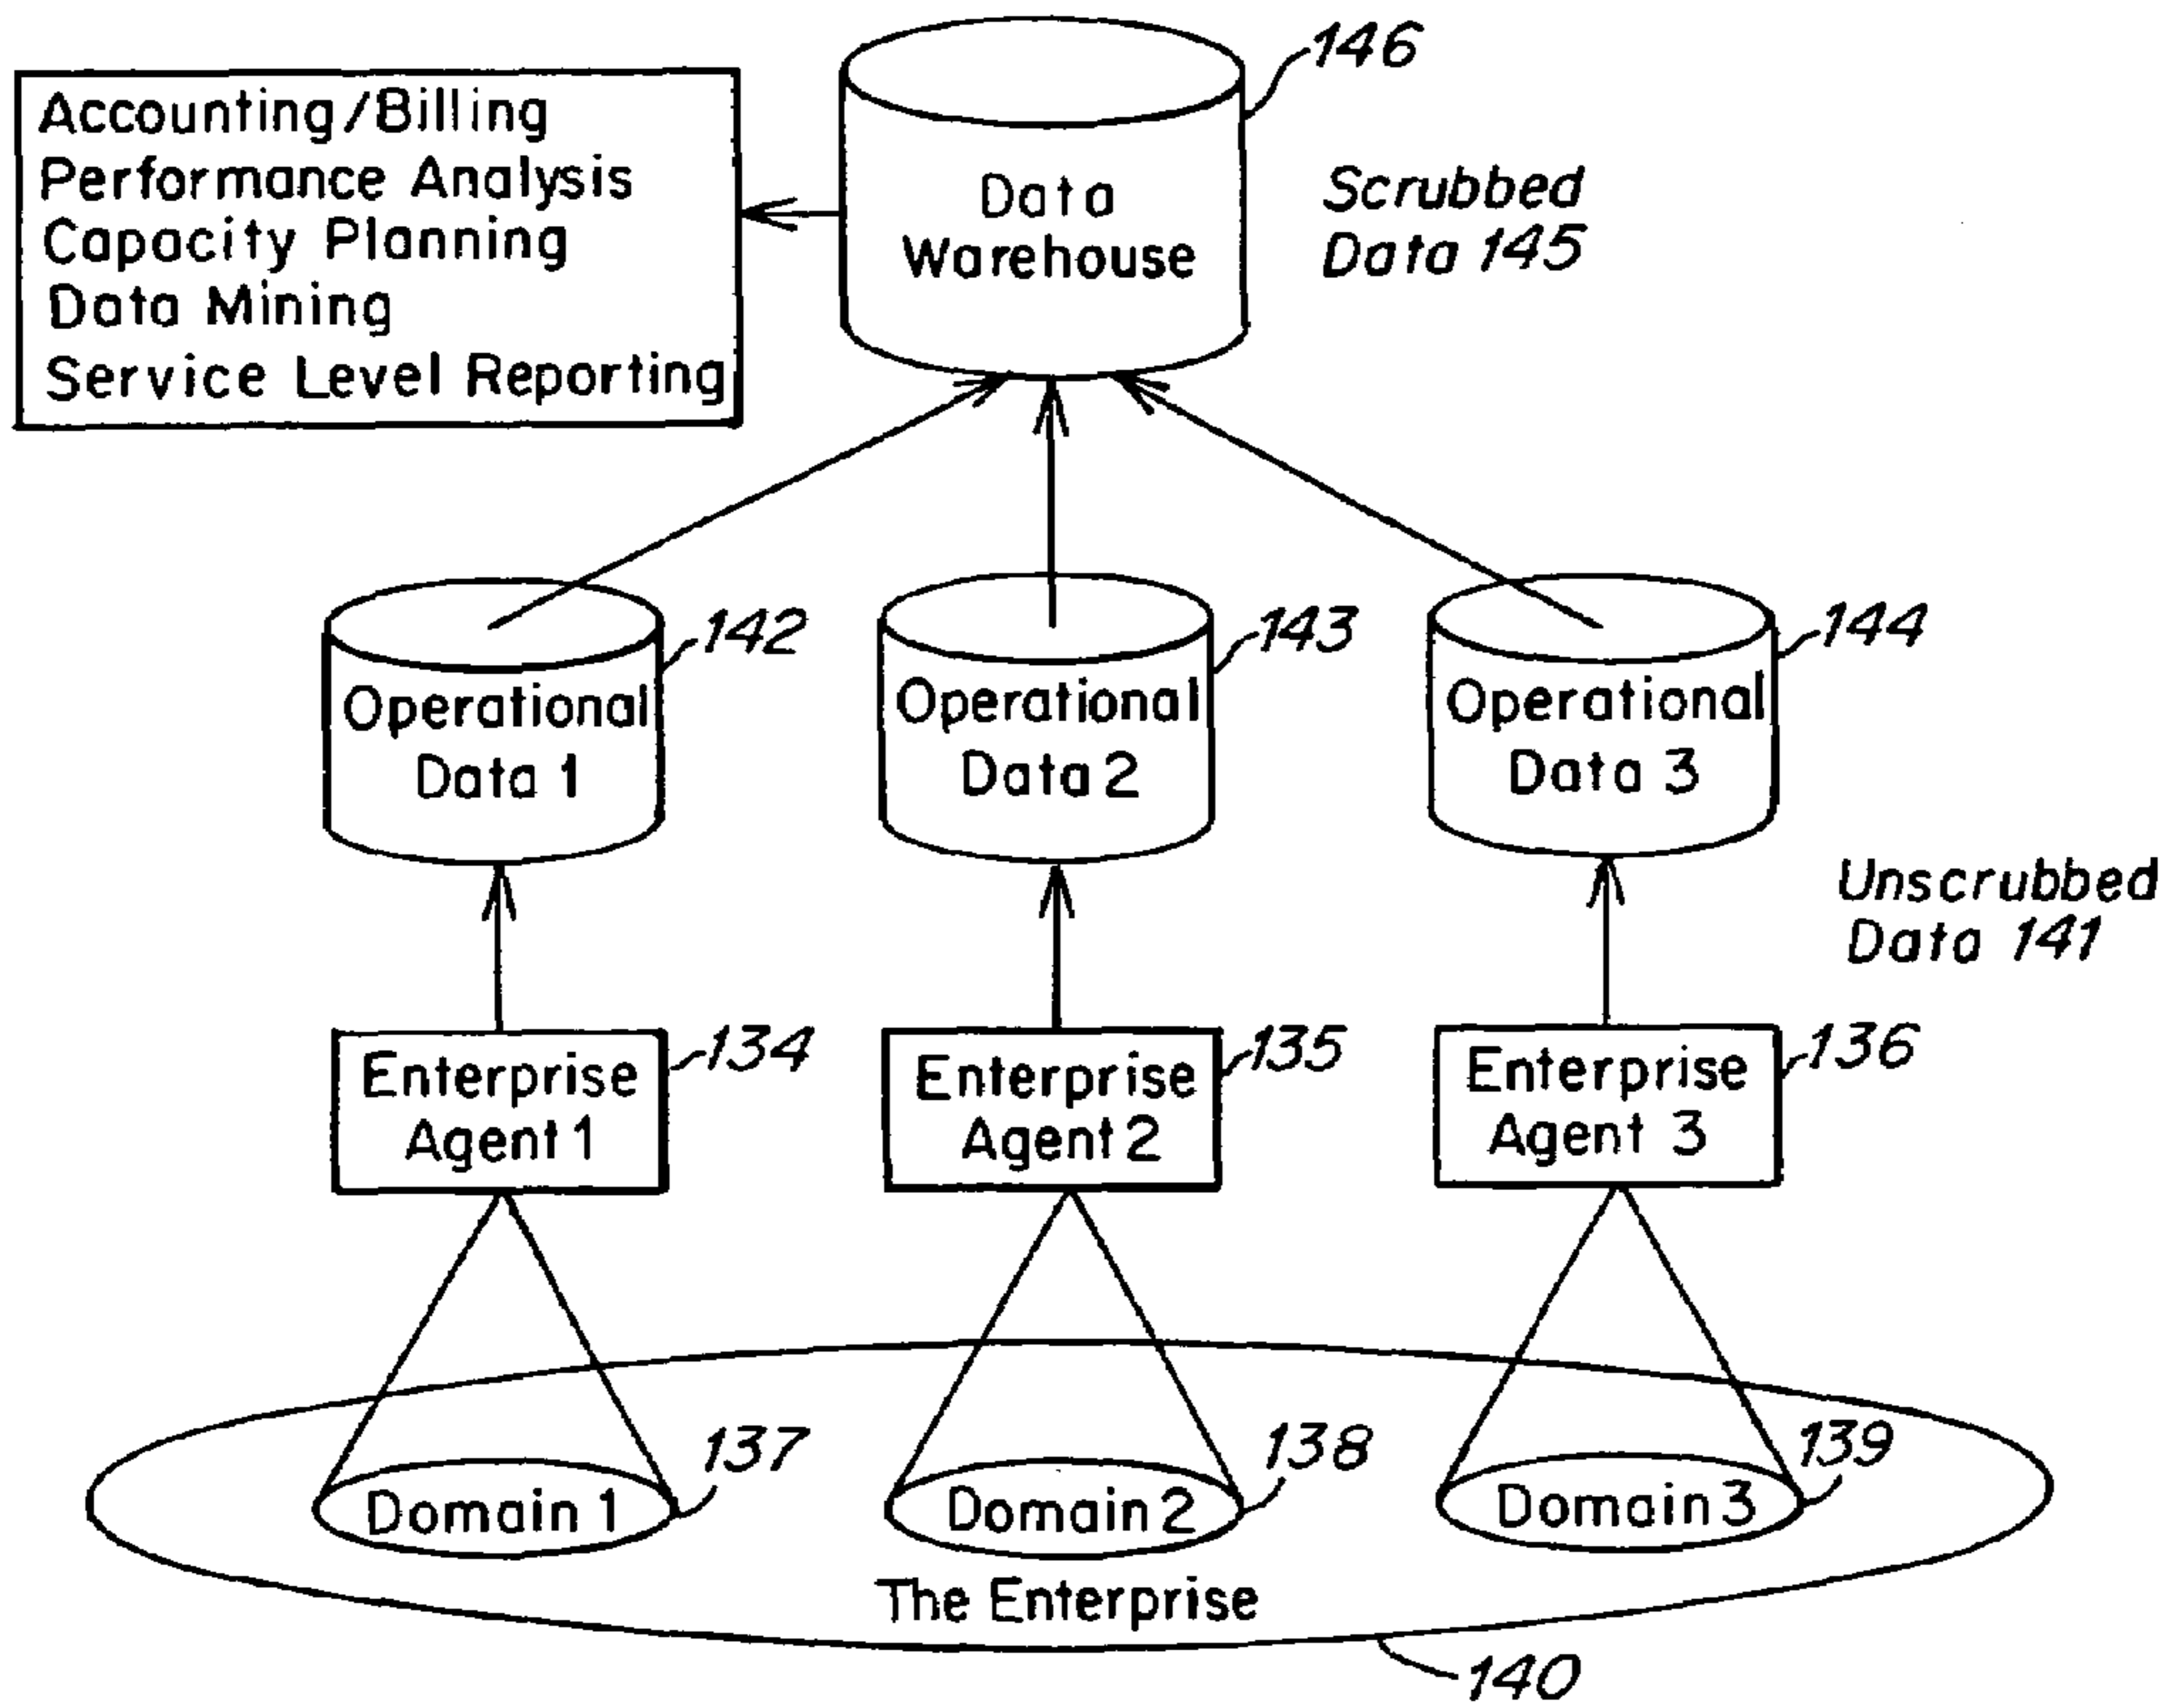 146
Accounting/Billing
Performance Analysis
Capacity Planning
Data Mining
Service Level Reporting
Data
Warehouse
Scrubbed
Data 145
142
143
144
Operational
Data 1
Operational
Data 2
Operational
Data 3
Unscrubbed
Data 141
134
135
136
Enterprise
Agent 1
Enterprise
Agent 2
Enterprise
Agent 3
137
138
139
Domain 1
Domain 2
Domain 3
The Enterprise
140